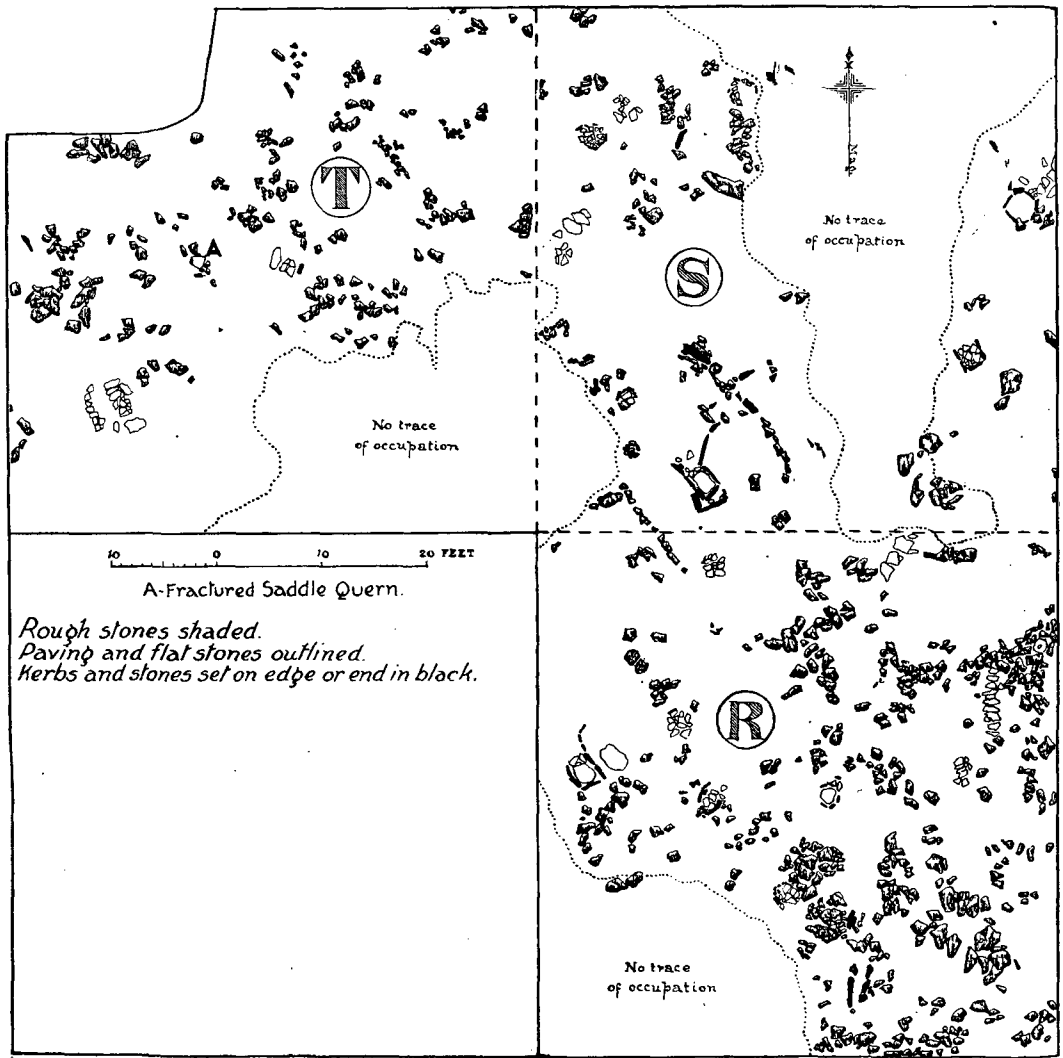 T
A
S
R
No trace
of occupation
No trace
of occupation
10 0 10 20 FEET
A-Fractured Saddle Quern.
Rough stones shaded.
Paving and flat stones outlined.
Kerbs and stones set on edge or end in black.
No trace
of occupation